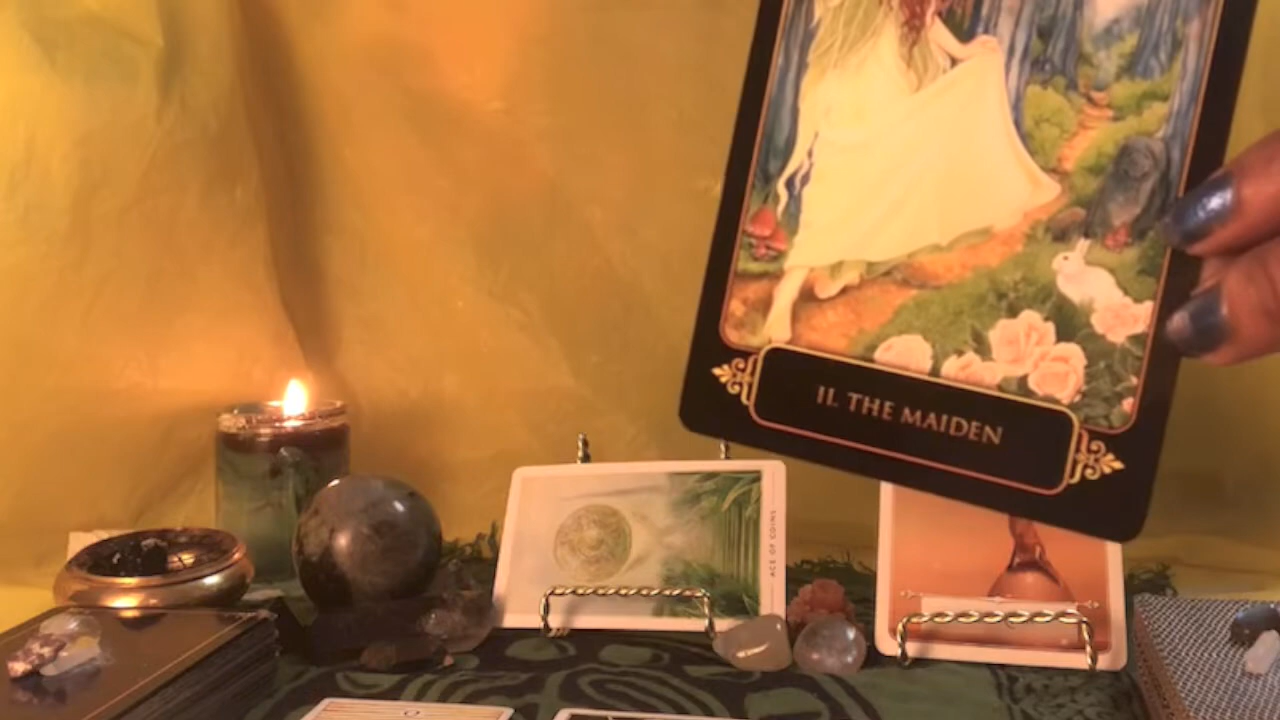 II. THE MAIDEN
ACE OF COINS